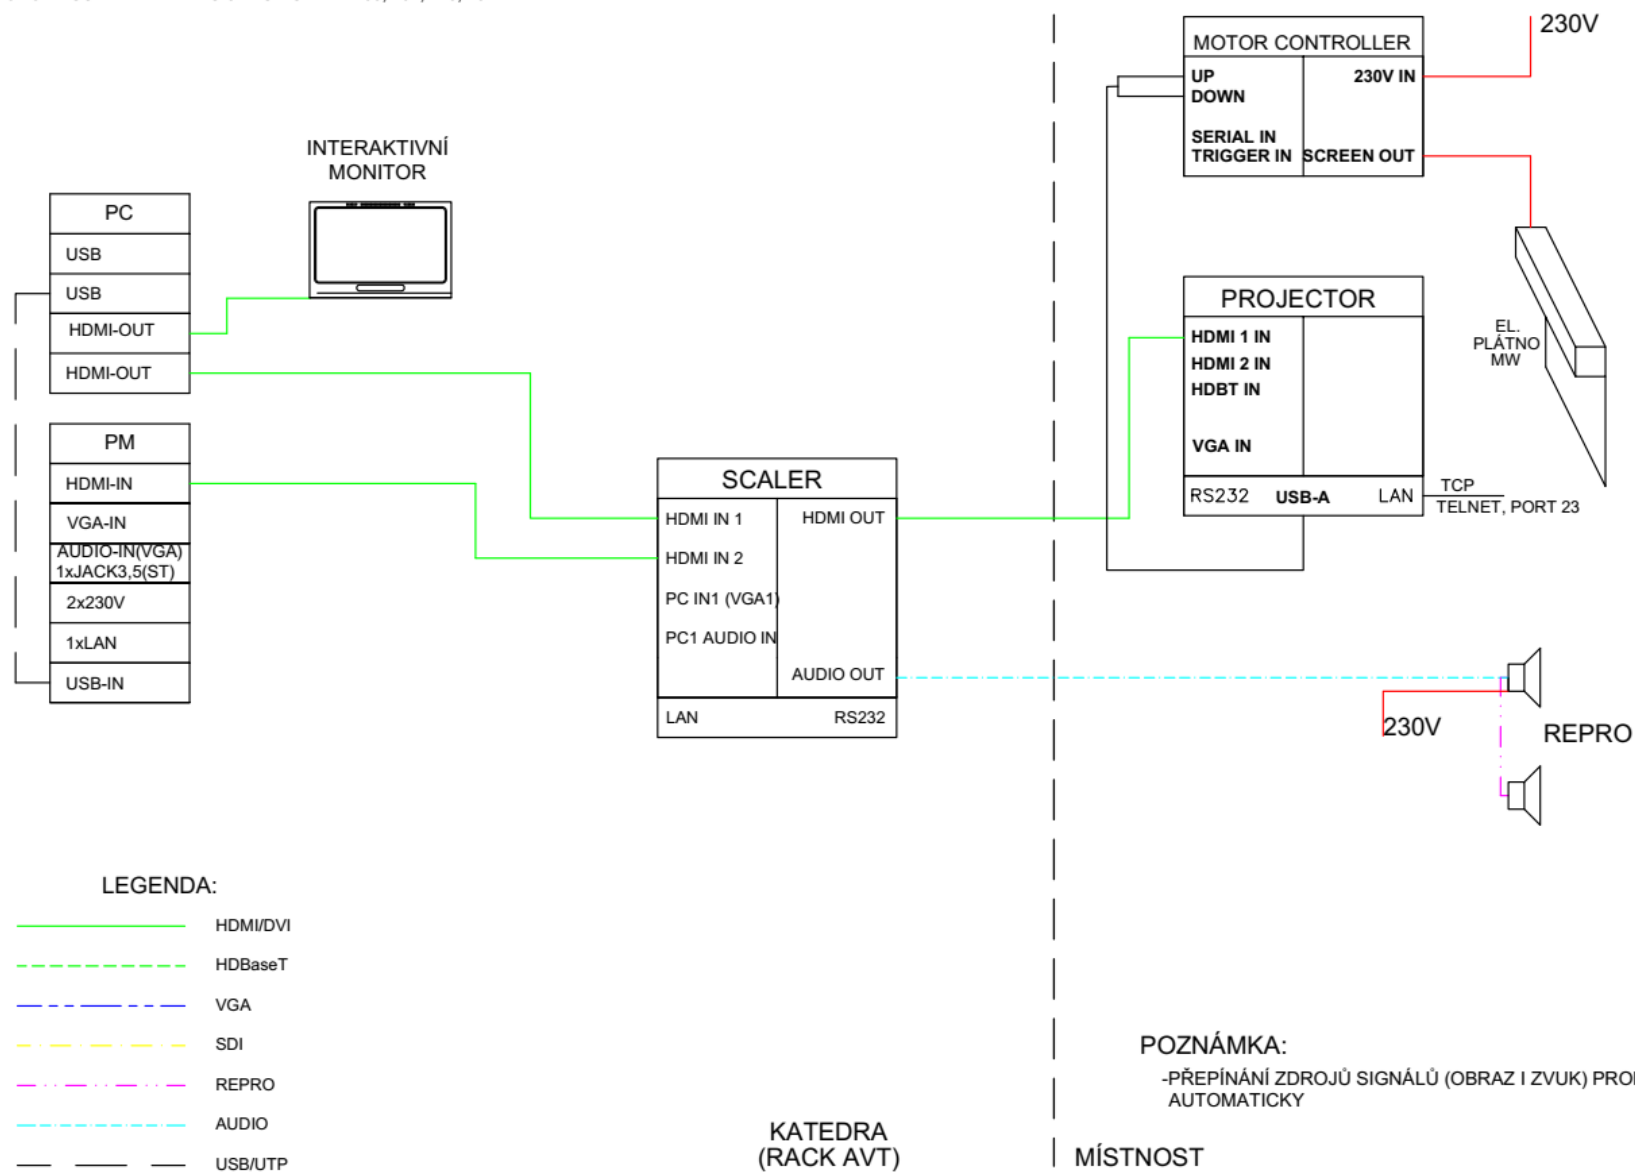 230V
MOTOR CONTROLLER
UP
230V IN
DOWN
SERIAL IN
TRIGGER IN
SCREEN OUT
INTERAKTIVNÍ
MONITOR
PC
USB
USB
HDMI-OUT
HDMI-OUT
PROJECTOR
HDMI 1 IN
HDMI 2 IN
HDBT IN
VGA IN
RS232
USB-A
LAN
TCP
TELNET, PORT 23
EL.
PLÁTNO
MW
PM
HDMI-IN
VGA-IN
AUDIO-IN(VGA)
1xJACK3,5(ST)
2x230V
1xLAN
USB-IN
SCALER
HDMI IN 1
HDMI OUT
HDMI IN 2
PC IN1 (VGA1)
PC1 AUDIO IN
AUDIO OUT
LAN
RS232
230V
REPRO
LEGENDA:
HDMI/DVI
HDBaseT
VGA
SDI
REPRO
AUDIO
USB/UTP
POZNÁMKA:
-PŘEPÍNÁNÍ ZDROJŮ SIGNÁLŮ (OBRAZ I ZVUK)
AUTOMATICKY
KATEDRA
(RACK AVT)
MÍSTNOST